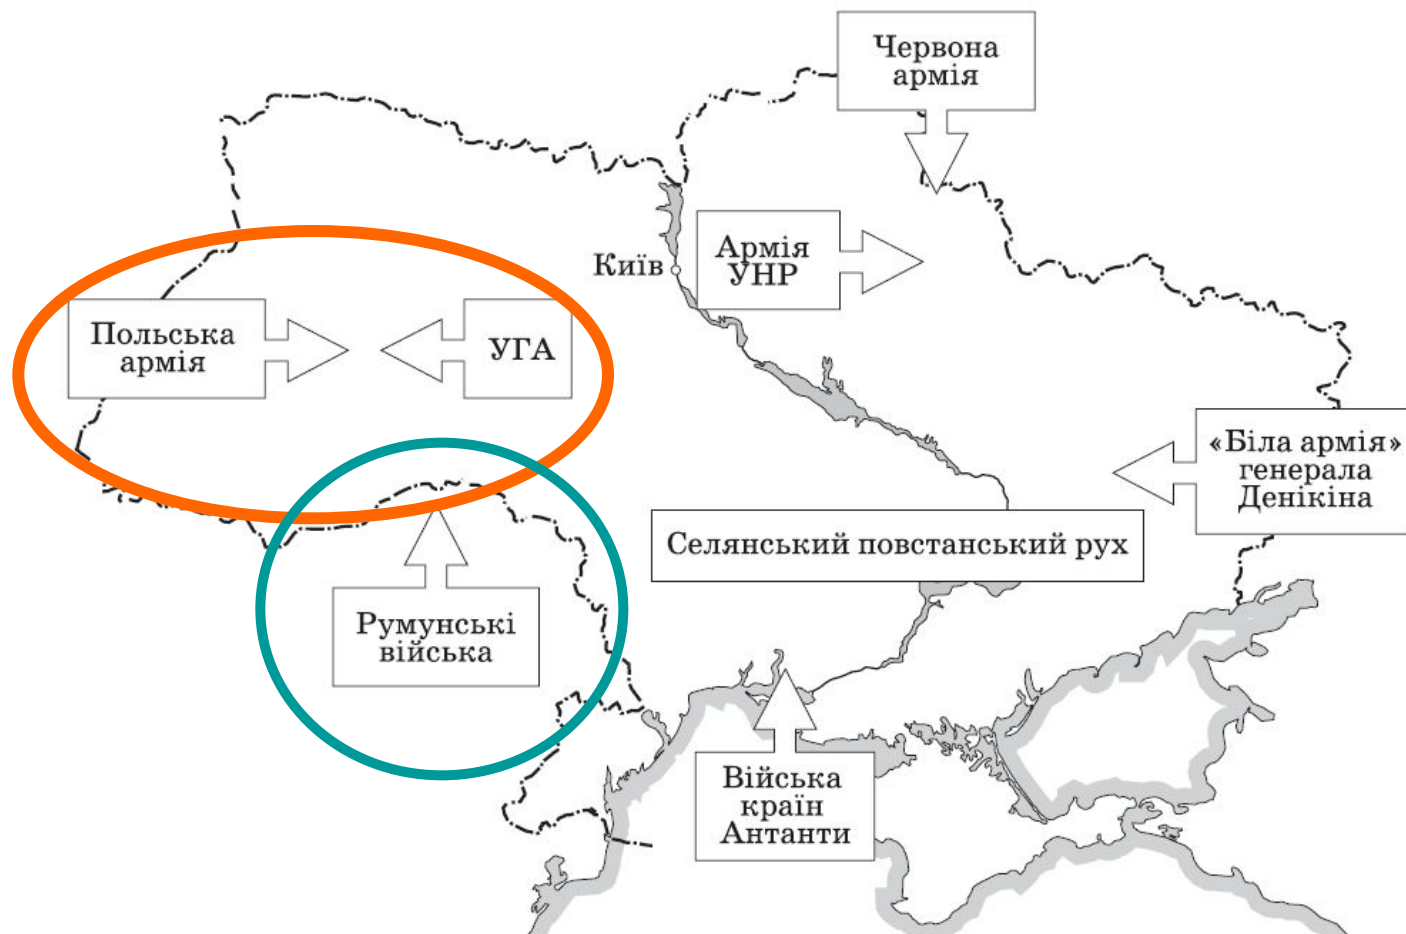 Червона
армія
Армія
УНР
Київ
Польська
армія
УГА
«Біла армія»
генерала
Денікіна
Селянський повстанський рух
Румунські
війська
Війська
країн
Антанти